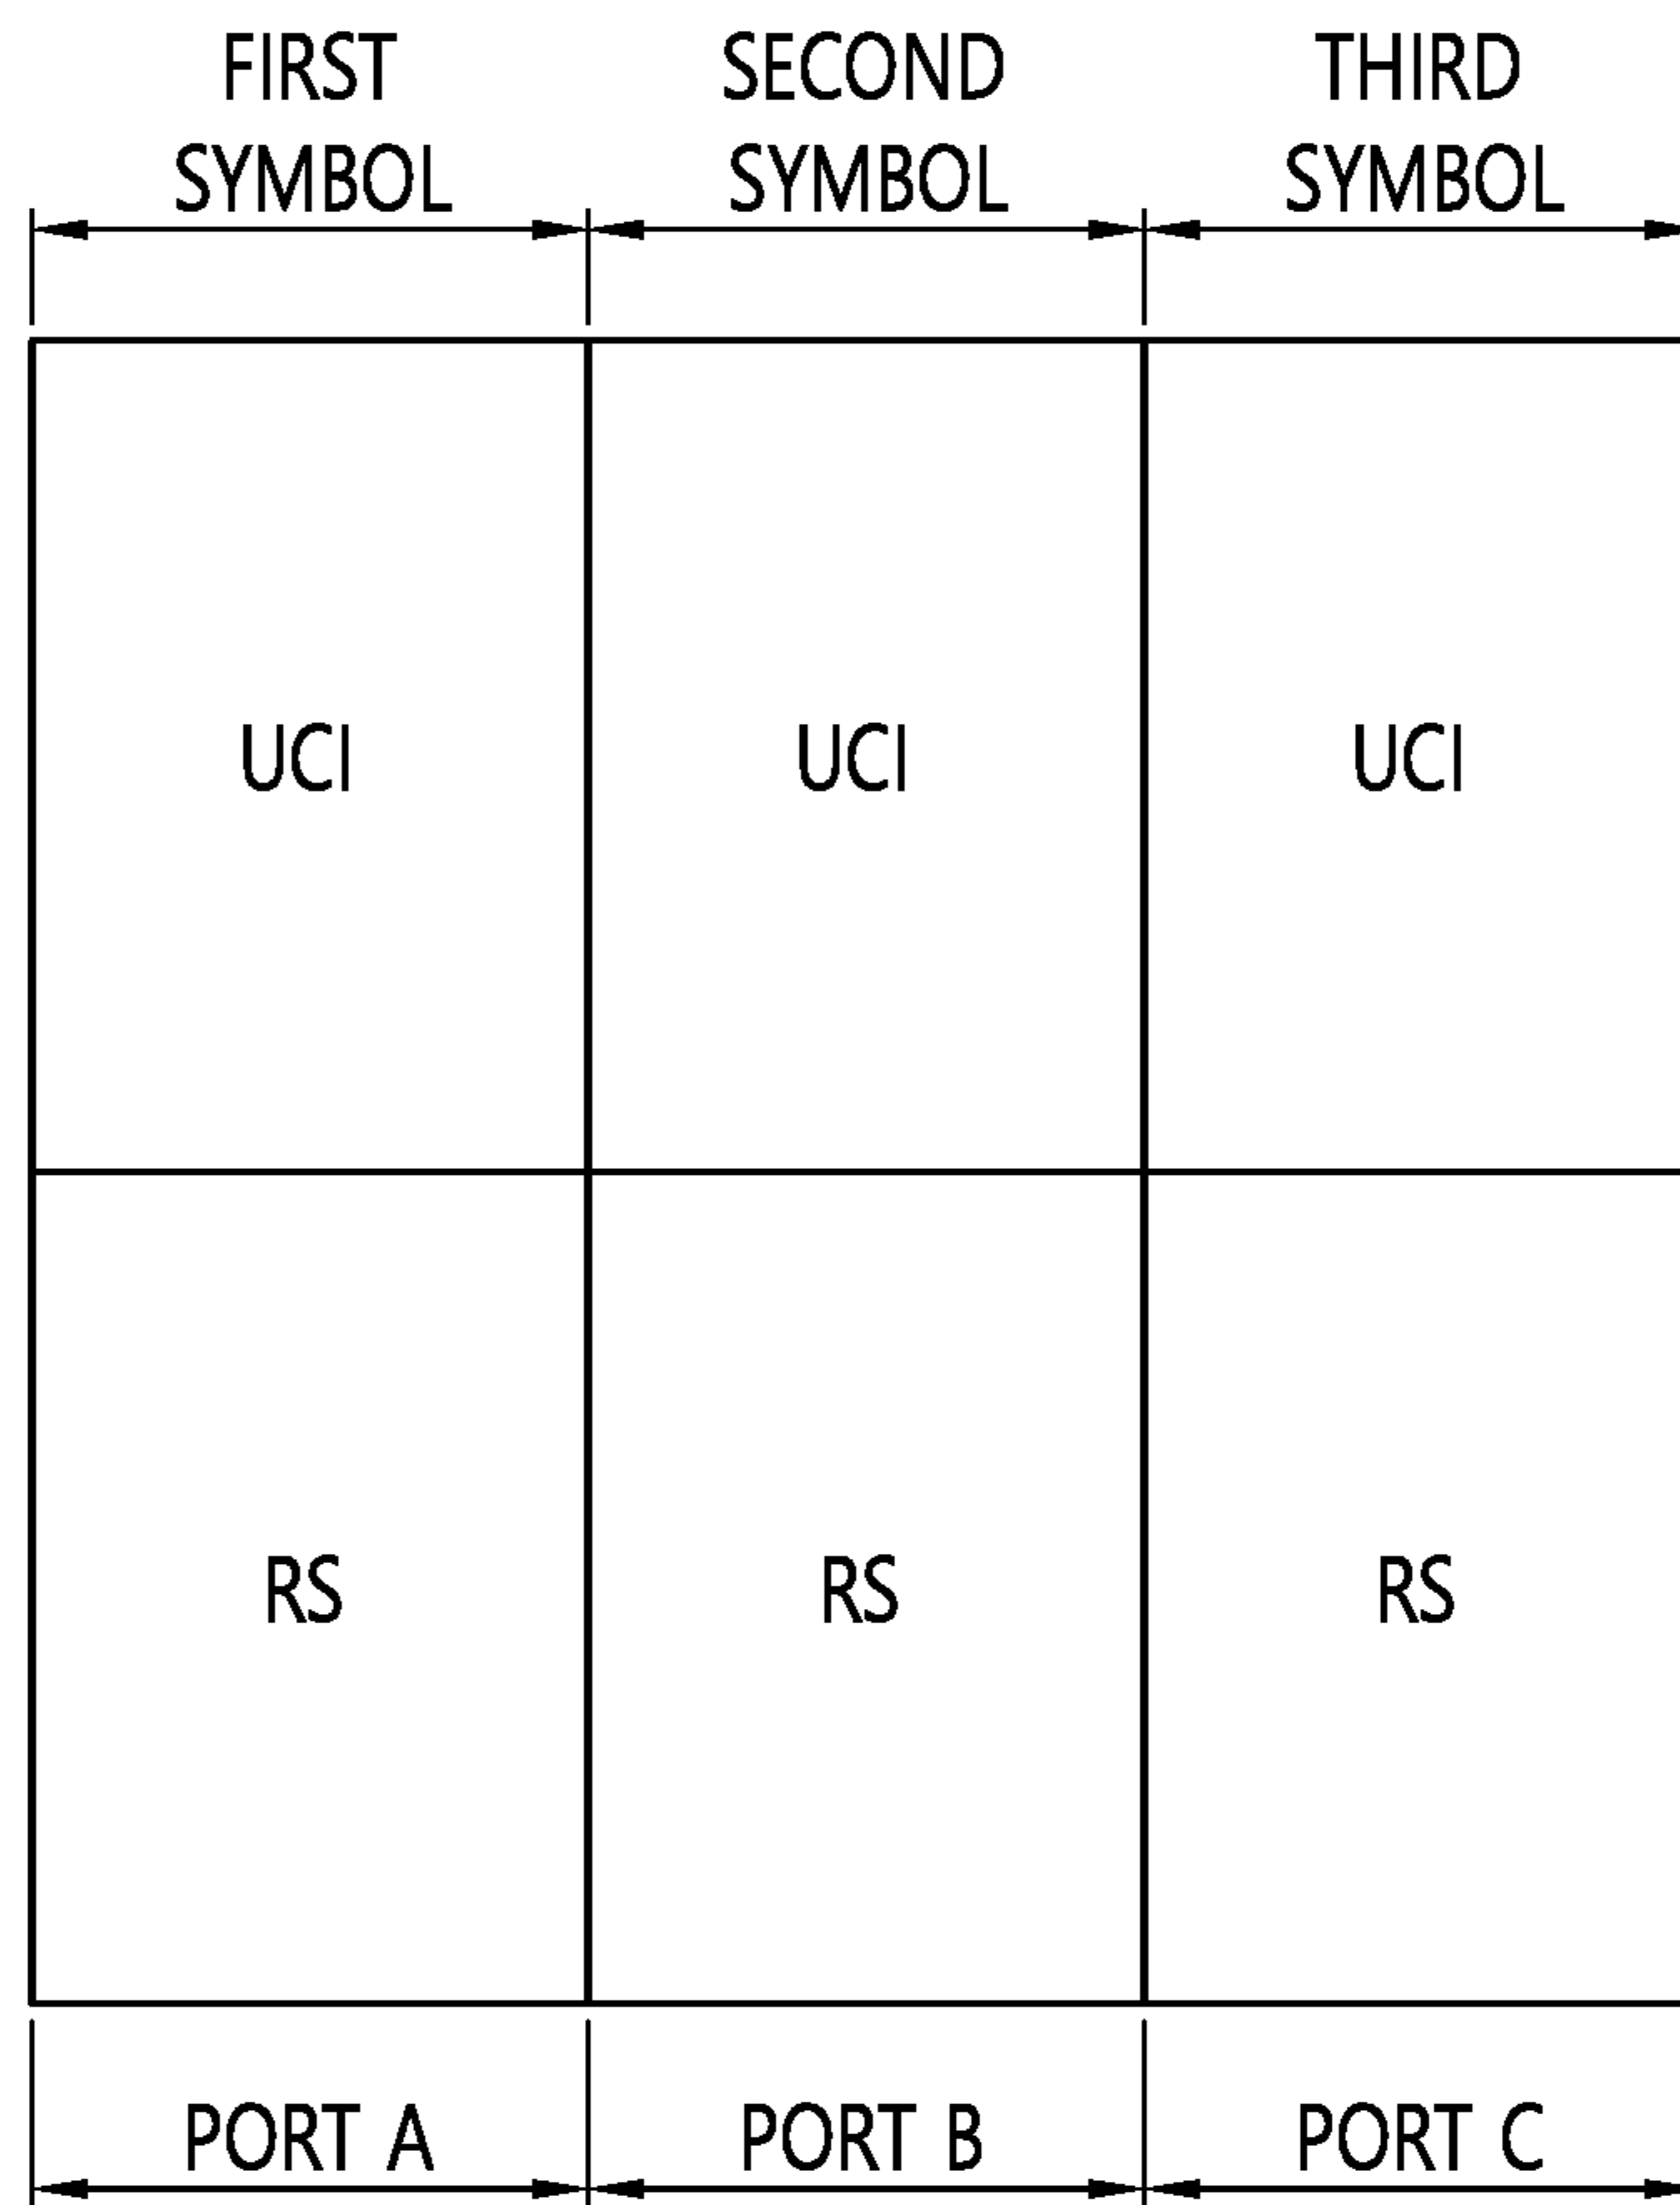 FIRST SECOND THIRD
SYMBOL SYMBOL SYMBOL
UCI UCI UCI
RS RS RS
PORT A PORT B PORT C